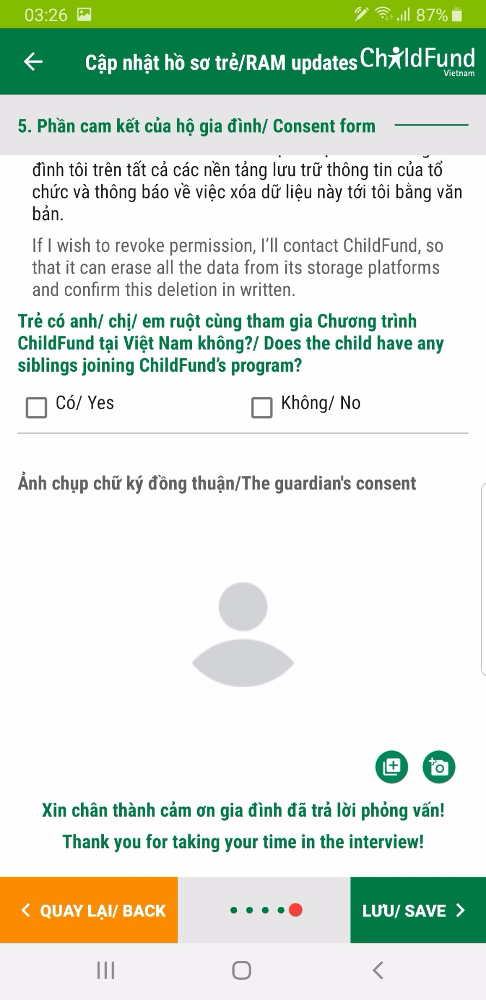 03:26
87%
Cập nhật hồ sơ trẻ/RAM updates
ChildFund
Vietnam
5. Phần cam kết của hộ gia đình/ Consent form
đình tôi trên tất cả các nền tảng lưu trữ thông tin của tổ
chức và thông báo về việc xóa dữ liệu này tới tôi bằng văn
bản.
If I wish to revoke permission, I’ll contact ChildFund, so
that it can erase all the data from its storage platforms
and confirm this deletion in written.
Trẻ có anh/ chị/ em ruột cùng tham gia Chương trình
ChildFund tại Việt Nam không?/ Does the child have any
siblings joining ChildFund’s program?
Có/ Yes
Không/ No
Ảnh chụp chữ ký đồng thuận/The guardian's consent
Xin chân thành cảm ơn gia đình đã trả lời phỏng vấn!
Thank you for taking your time in the interview!
QUAY LẠI/ BACK
LƯU/ SAVE